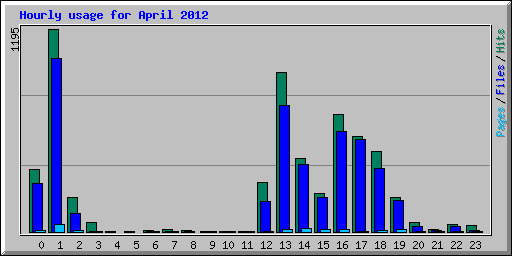 Hourly usage for April 2012
1195
Pages/Files/Hits
0 1 2 3 4 5 6 7 8 9 10 11 12 13 14 15 16 17 18 19 20 21 22 23